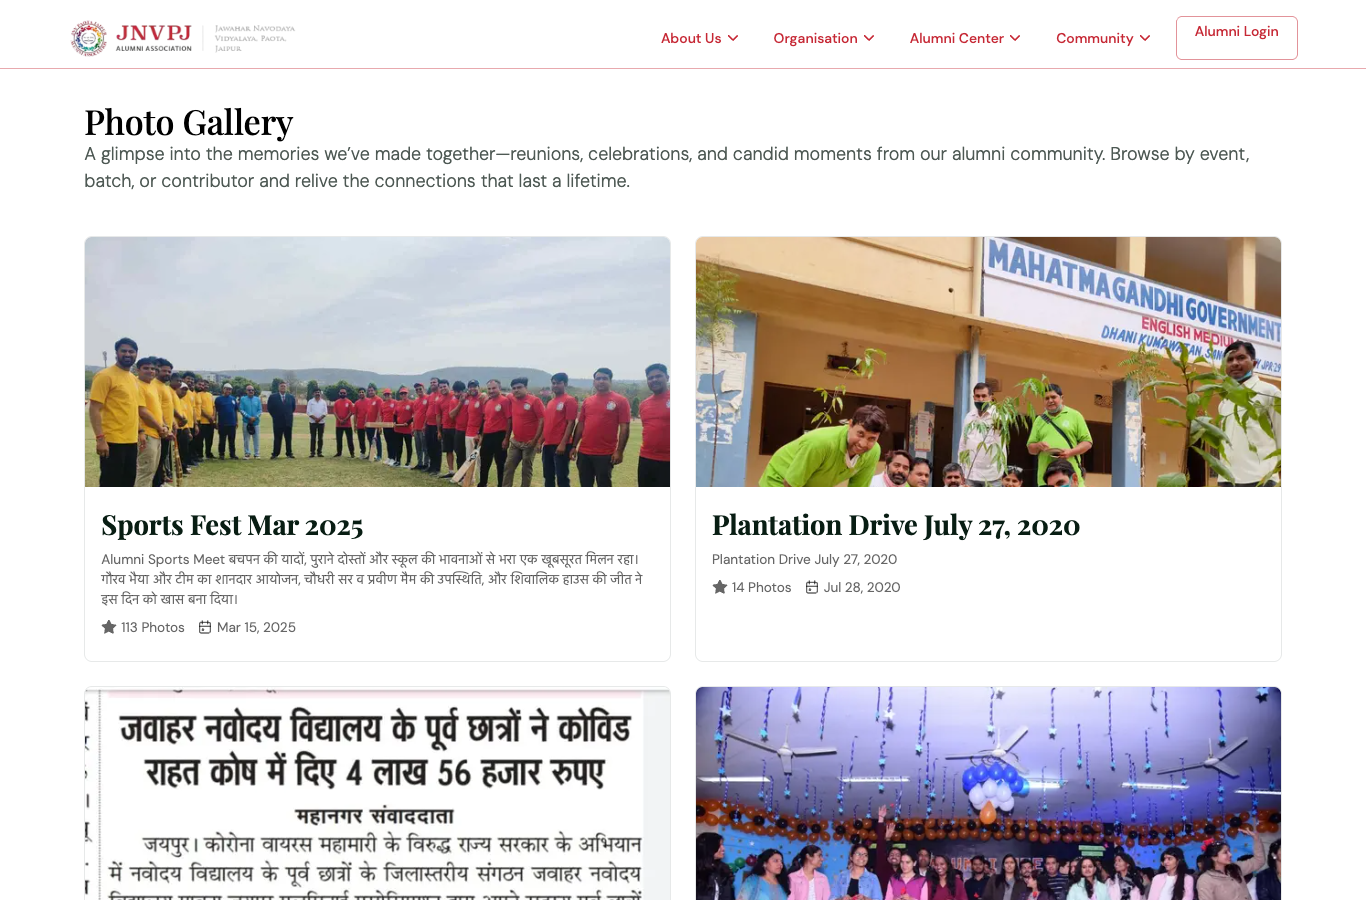 JNVPJ
ALUMNI ASSOCIATION
JAWAHAR NAVODAYA
VIDYALAYA, PAOTA,
JAIPUR
About Us
Organisation
Alumni Center
Community
Alumni Login
Photo Gallery
A glimpse into the memories we’ve made together—reunions, celebrations, and candid moments from our alumni community. Browse by event,
batch, or contributor and relive the connections that last a lifetime.
MAHATMA GANDHI GOVERNMENT
ENGLISH MEDIUM
DHANI KUMAWATAN, SAN
Sports Fest Mar 2025
Alumni Sports Meet बचपन की यादों, पुराने दोस्तों और स्कूल की भावनाओं से भरा एक खूबसूरत मिलन रहा।
गौरव भैया और टीम का शानदार आयोजन, चौधरी सर व प्रवीण मैम की उपस्थिति, और शिवालिक हाउस की जीत ने
इस दिन को खास बना दिया।
113 Photos
Mar 15, 2025
Plantation Drive July 27, 2020
Plantation Drive July 27, 2020
14 Photos
Jul 28, 2020
जवाहर नवोदय विद्यालय के पूर्व छात्रों ने कोविड
राहत कोष में दिए 4 लाख 56 हजार रुपए
महानगर संवाददाता
जयपुर। कोरोना वायरस महामारी के विरुद्ध राज्य सरकार के अभियान
में नवोदय विद्यालय के पूर्व छात्रों के जिलास्तरीय संगठन जवाहर नवोदय